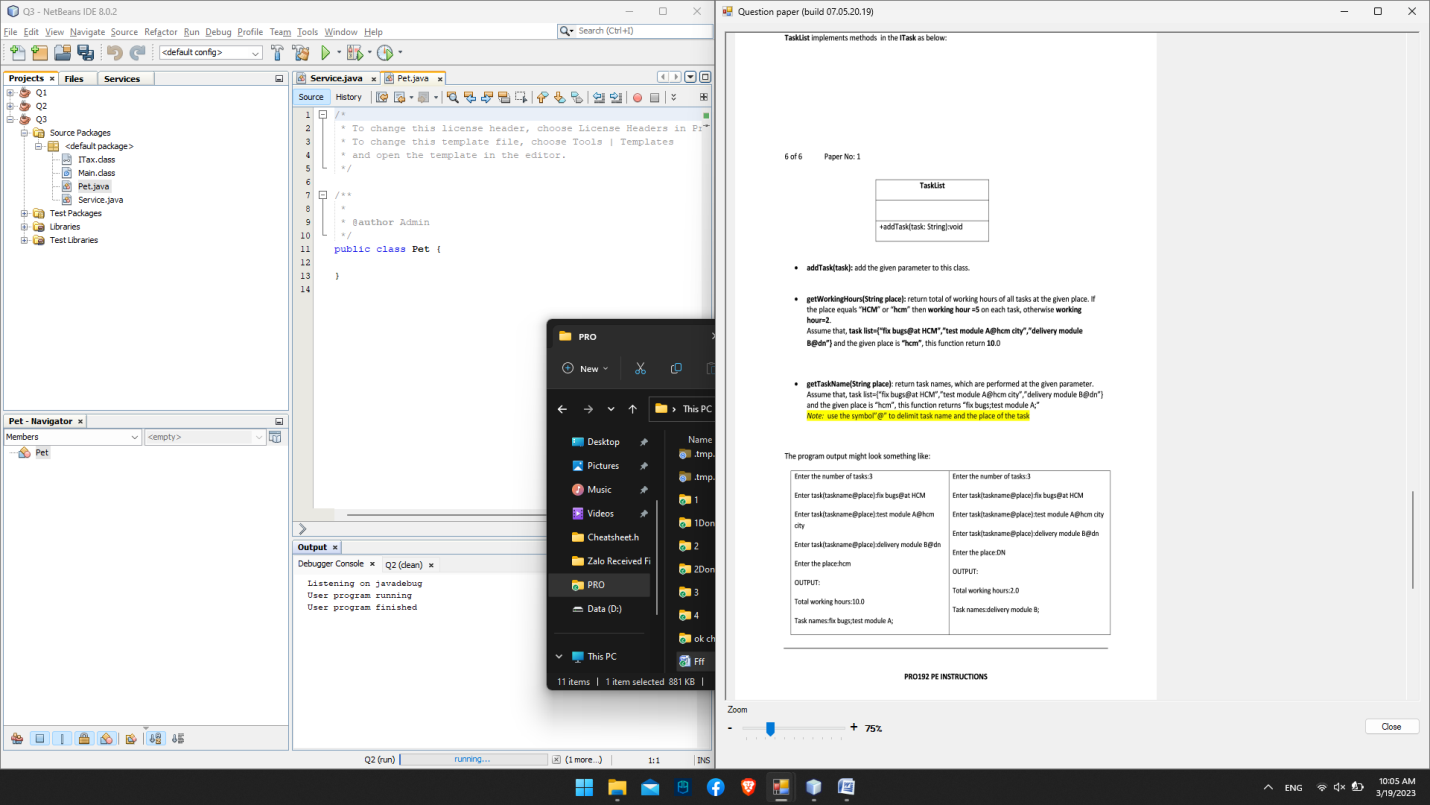 Q3 - NetBeans IDE 8.0.2
File Edit View Navigate Source Refactor Run Debug Profile Team Tools Window Help
Search (Ctrl+I)
<default config>
Projects
Files
Services
Q1
Q2
Q3
Source Packages
<default package>
ITax.class
Main.class
Pet.java
Service.java
Test Packages
Libraries
Test Libraries
Pet - Navigator
Members
<empty>
Pet
Service.java
Pet.java
Source
History
1 /*
2 * To change this license header, choose License Headers in Pr
3 * To change this template file, choose Tools | Templates
4 * and open the template in the editor.
5 */
6
7 /**
8 *
9 * @author Admin
10 */
11 public class Pet {
12
13 }
14
Output
Debugger Console
Q2 (clean)
Listening on javadebug
User program running
User program finished
Q2 (run)
running...
(1 more...)
1:1
INS
PRO
New
This PC
Desktop
Pictures
Music
Videos
Cheatsheet.h
Zalo Received Fi
PRO
Data (D:)
This PC
Name
.tmp.
.tmp.
1
1Don
2
2Don
3
4
ok ch
Fff
11 items
1 item selected 881 KB
Question paper (build 07.05.20.19)
TaskList implements methods in the ITask as below:
6 of 6 Paper No: 1
TaskList
+addTask(task: String):void
• addTask(task): add the given parameter to this class.
• getWorkingHours(String place): return total of working hours of all tasks at the given place. If
the place equals "HCM" or "hcm" then working hour =5 on each task, otherwise working
hour=2.
Assume that, task list={"fix bugs@at HCM","test module A@hcm city","delivery module
B@dn"} and the given place is "hcm", this function return 10.0
• getTaskName(String place): return task names, which are performed at the given parameter.
Assume that, task list={"fix bugs@at HCM","test module A@hcm city","delivery module B@dn"}
and the given place is "hcm", this function returns "fix bugs;test module A;"
Note: use the symbol"@" to delimit task name and the place of the task
The program output might look something like:
Enter the number of tasks:3
Enter task(taskname@place):fix bugs@at HCM
Enter task(taskname@place):test module A@hcm
city
Enter task(taskname@place):delivery module B@dn
Enter the place:hcm
OUTPUT:
Total working hours:10.0
Task names:fix bugs;test module A;
Enter the number of tasks:3
Enter task(taskname@place):fix bugs@at HCM
Enter task(taskname@place):test module A@hcm city
Enter task(taskname@place):delivery module B@dn
Enter the place:DN
OUTPUT:
Total working hours:2.0
Task names:delivery module B;
PRO192 PE INSTRUCTIONS
Zoom
- + 75%
Close
ENG
10:05 AM
3/19/2023